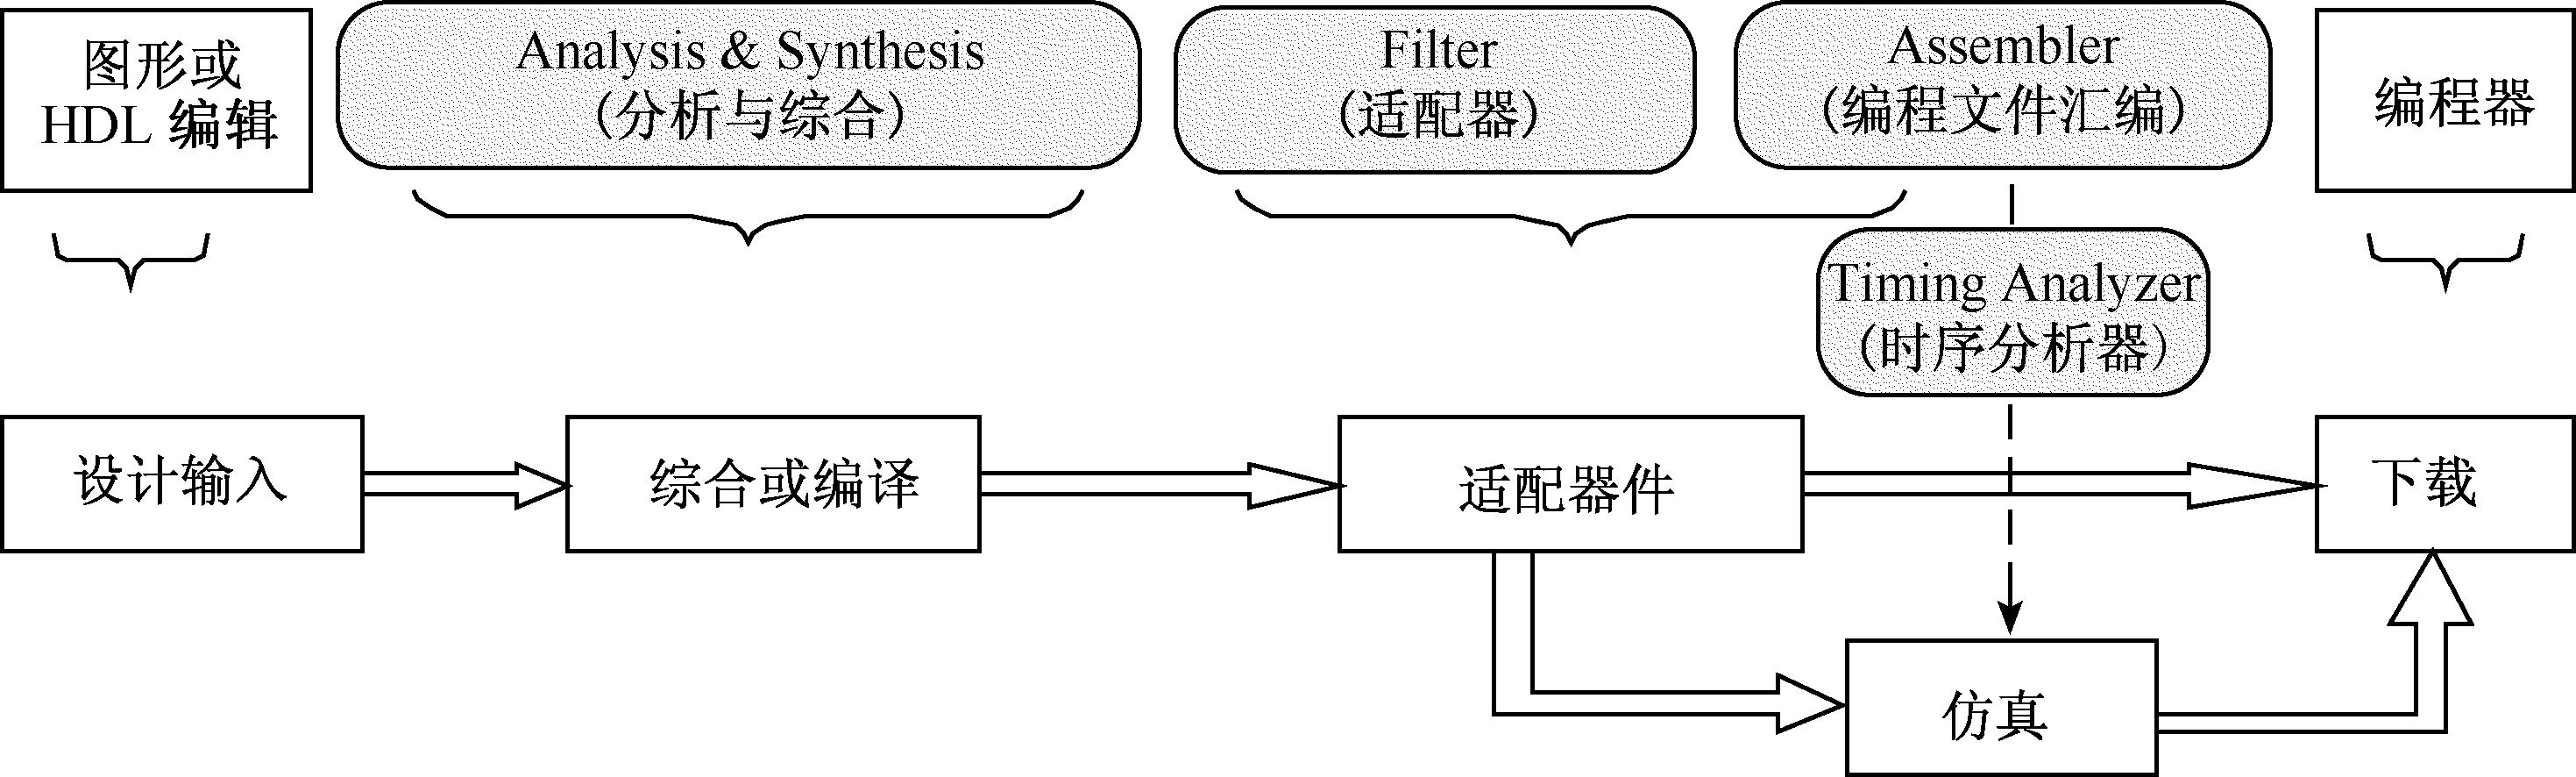 图形或
HDL 编辑
Analysis & Synthesis
(分析与综合)
Filter
(适配器)
Assembler
(编程文件汇编)
编程器
Timing Analyzer
(时序分析器)
设计输入
综合或编译
适配器件
下载
仿真